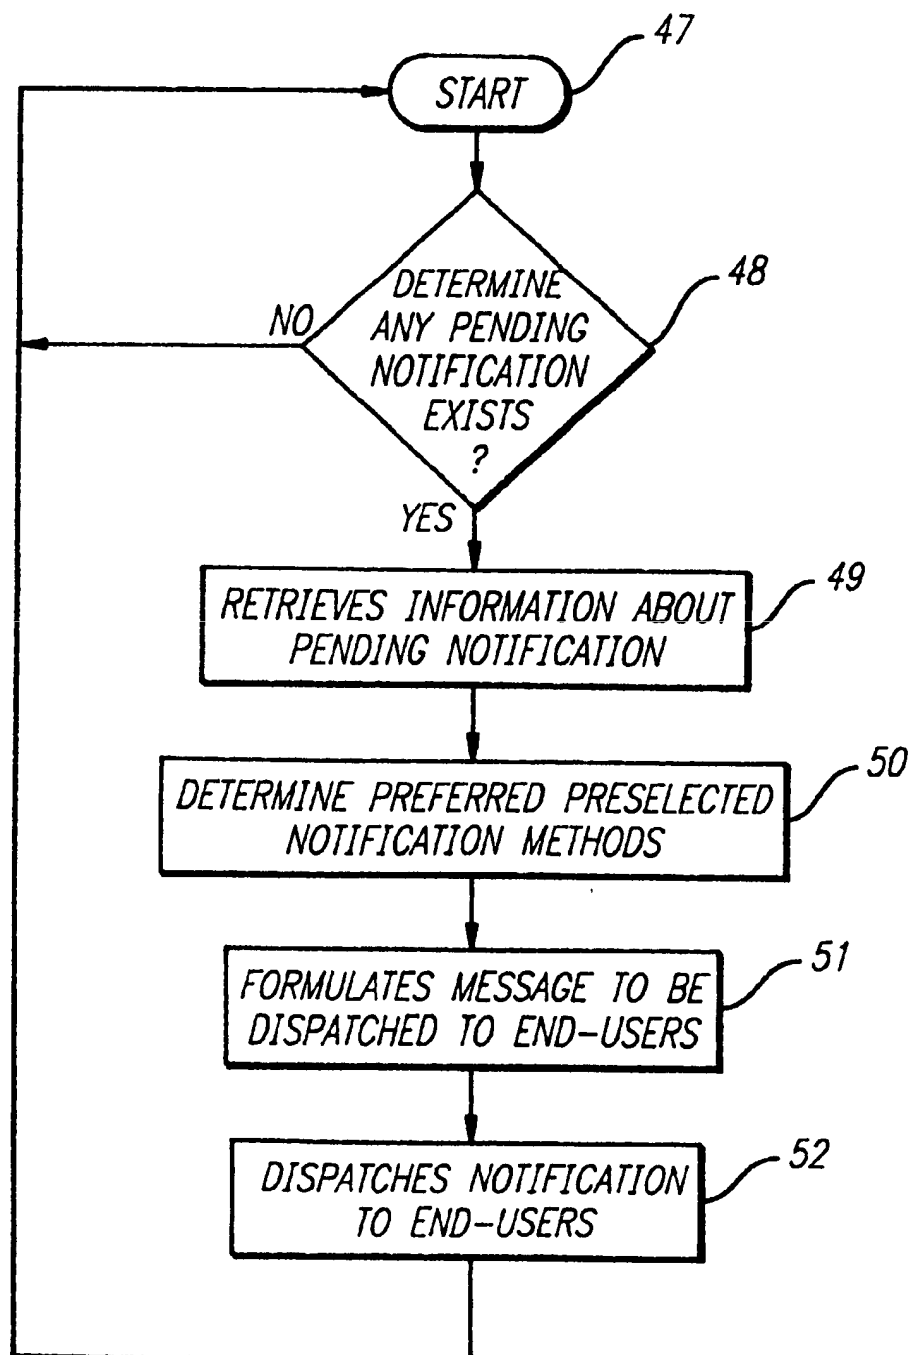 47
START
48
DETERMINE
ANY PENDING
NOTIFICATION
EXISTS
?
NO
YES
49
RETRIEVES INFORMATION ABOUT
PENDING NOTIFICATION
50
DETERMINE PREFERRED PRESELECTED
NOTIFICATION METHODS
51
FORMULATES MESSAGE TO BE
DISPATCHED TO END-USERS
52
DISPATCHES NOTIFICATION
TO END-USERS